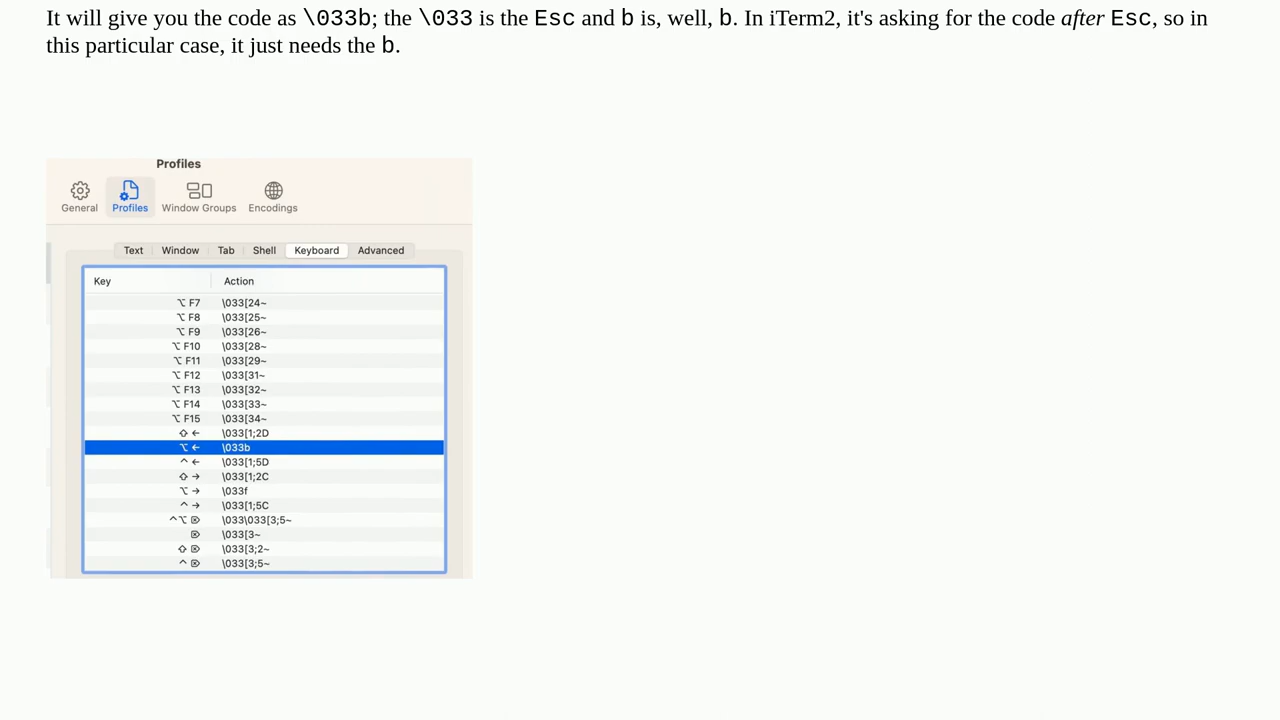 It will give you the code as \033b; the \033 is the Esc and b is, well, b. In iTerm2, it's asking for the code after Esc, so in
this particular case, it just needs the b.
Profiles
General Profiles Window Groups Encodings
Text Window Tab Shell Keyboard Advanced
Key Action
⌥ F7 \033[24~
⌥ F8 \033[25~
⌥ F9 \033[26~
⌥ F10 \033[28~
⌥ F11 \033[29~
⌥ F12 \033[31~
⌥ F13 \033[32~
⌥ F14 \033[33~
⌥ F15 \033[34~
⇧ ← \033[1;2D
⌥ ← \033b
^ ← \033[1;5D
⇧ → \033[1;2C
⌥ → \033f
^ → \033[1;5C
^⌥ ⌦ \033\033[3;5~
⌦ \033[3~
⇧ ⌦ \033[3;2~
^ ⌦ \033[3;5~